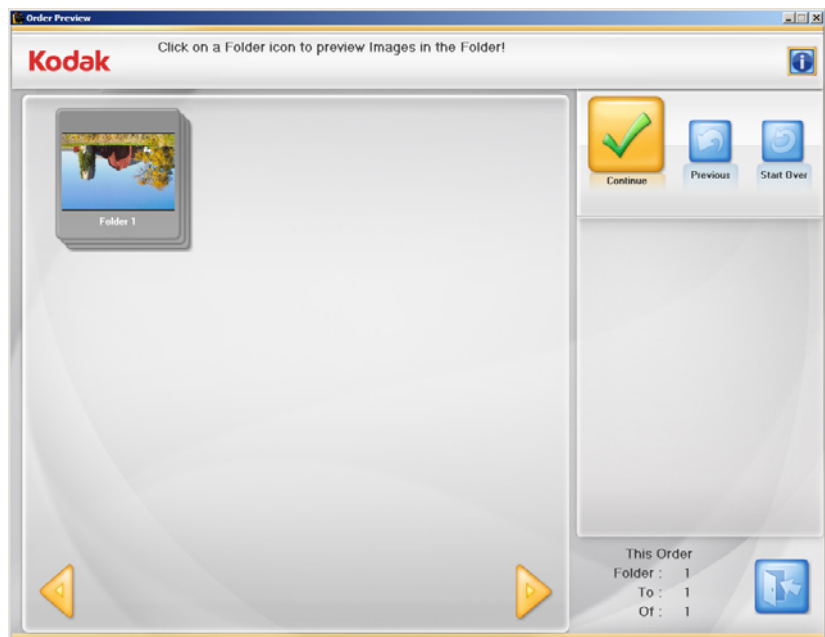 Order Preview
Kodak
Click on a Folder icon to preview Images in the Folder!
Folder 1
Continue
Previous
Start Over
This Order
Folder : 1
To : 1
Of : 1